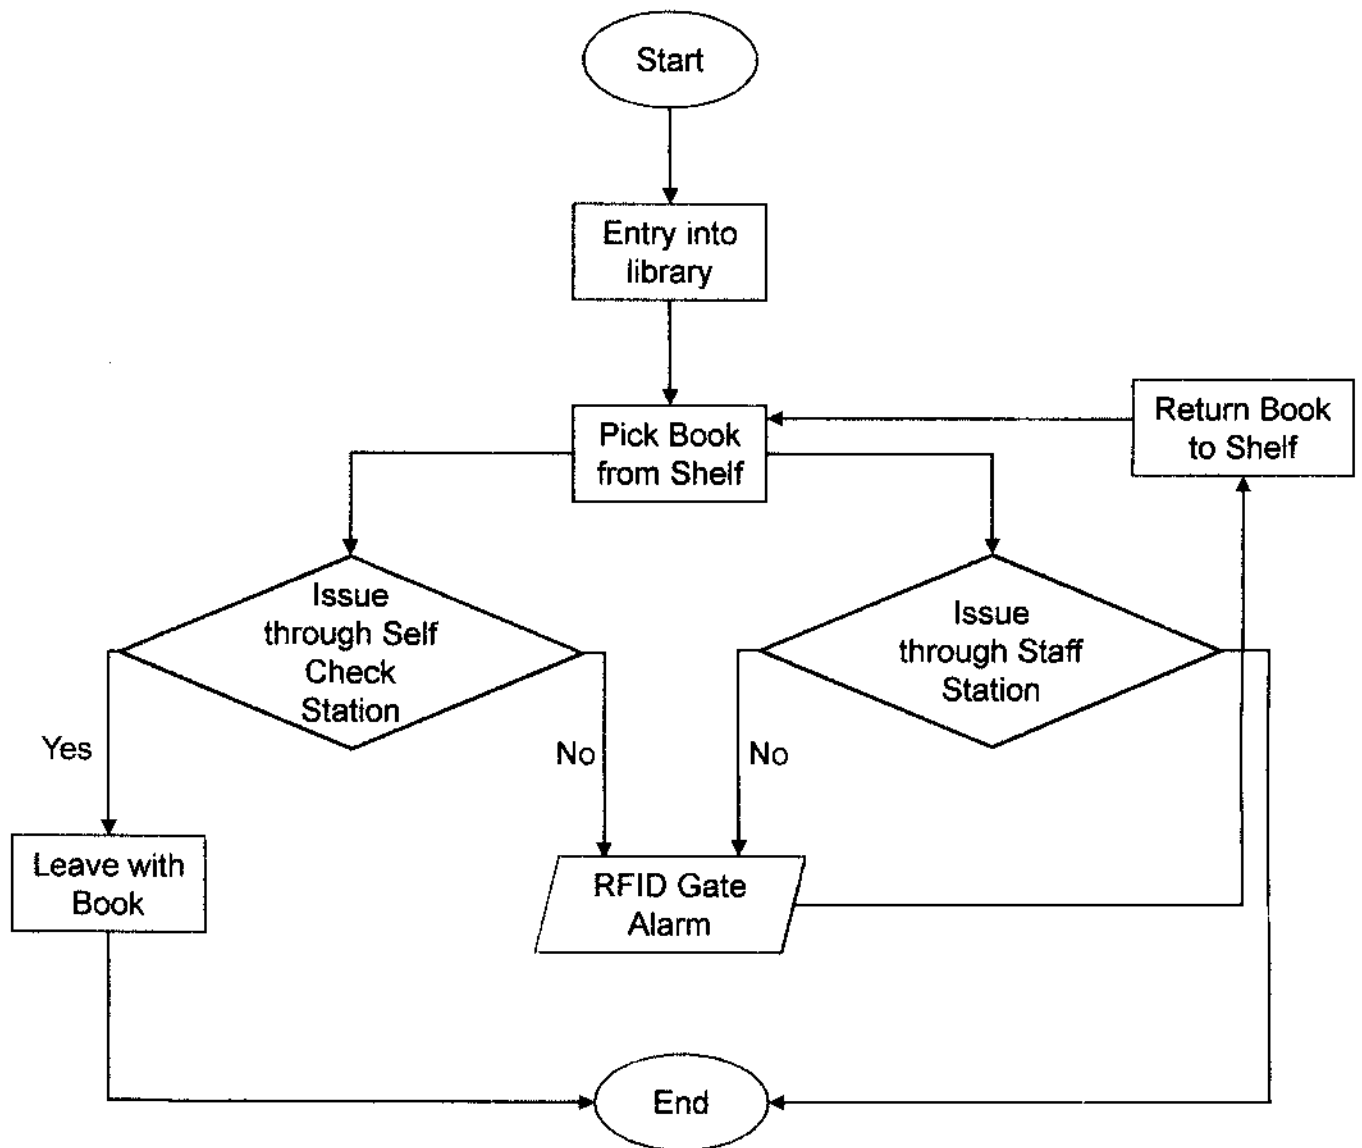 Start
Entry into
library
Pick Book
from Shelf
Return Book
to Shelf
Issue
through Self
Check
Station
Issue
through Staff
Station
Yes
No
No
Leave with
Book
RFID Gate
Alarm
End